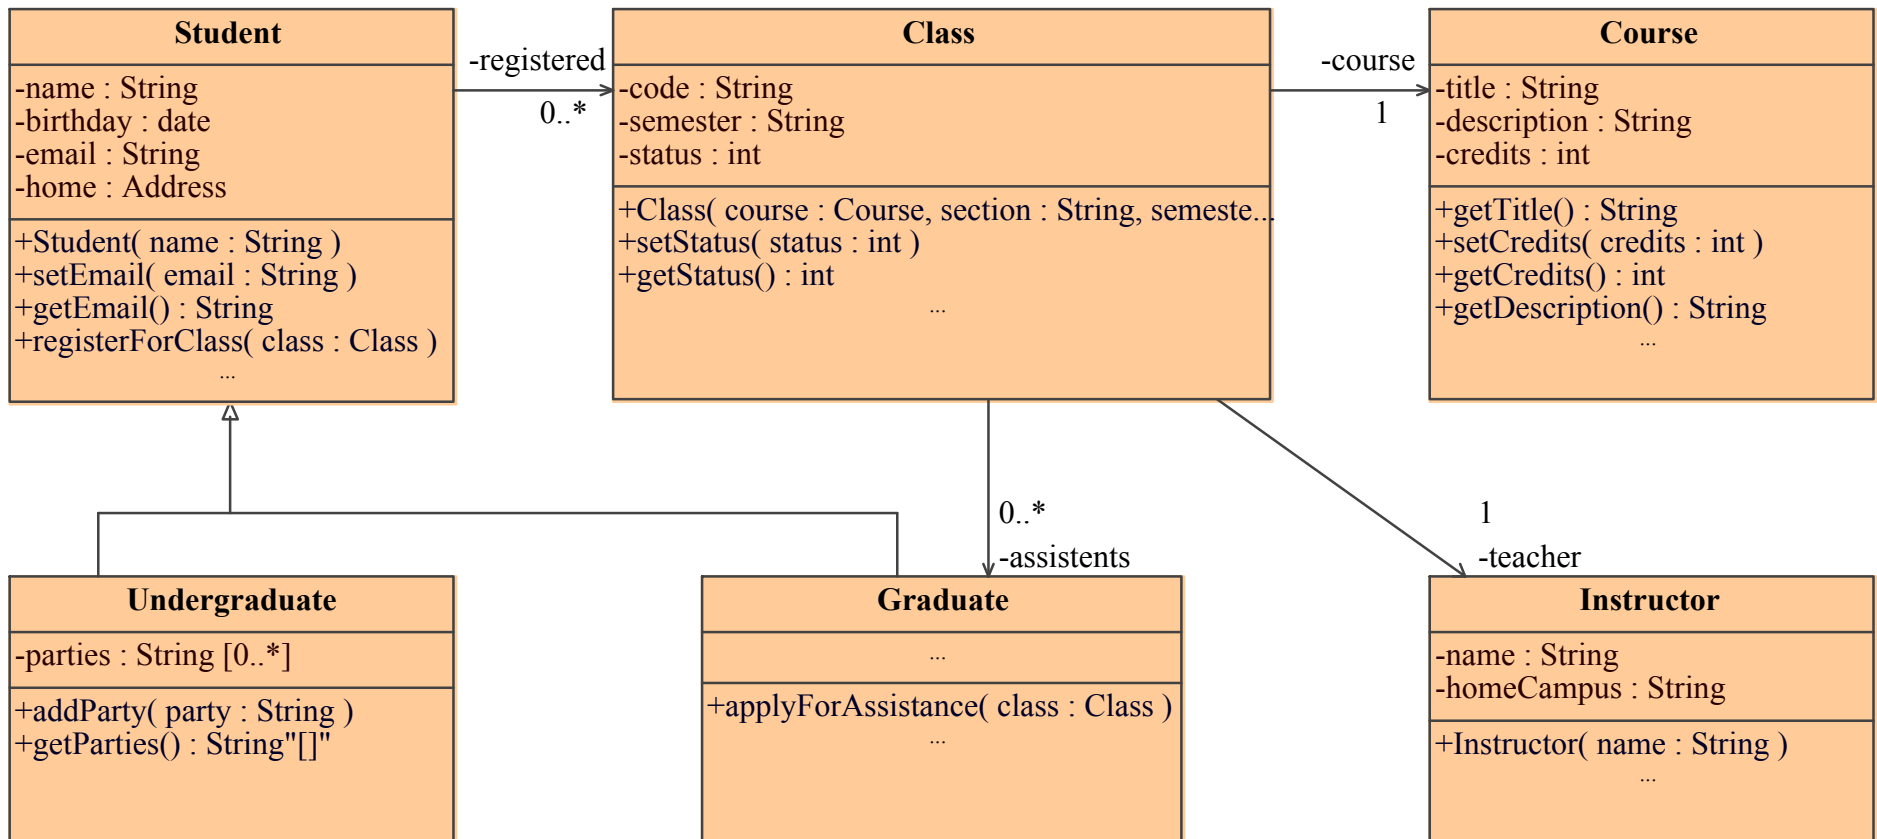 Student
-name : String
-birthday : date
-email : String
-home : Address
+Student( name : String )
+setEmail( email : String )
+getEmail() : String
+registerForClass( class : Class )
...
-registered
0..*
Class
-code : String
-semester : String
-status : int
+Class( course : Course, section : String, semeste...
+setStatus( status : int )
+getStatus() : int
...
-course
1
Course
-title : String
-description : String
-credits : int
+getTitle() : String
+setCredits( credits : int )
+getCredits() : int
+getDescription() : String
...
0..*
-assistents
1
-teacher
Undergraduate
-parties : String [0..*]
+addParty( party : String )
+getParties() : String"[]"
Graduate
...
+applyForAssistance( class : Class )
...
Instructor
-name : String
-homeCampus : String
+Instructor( name : String )
...